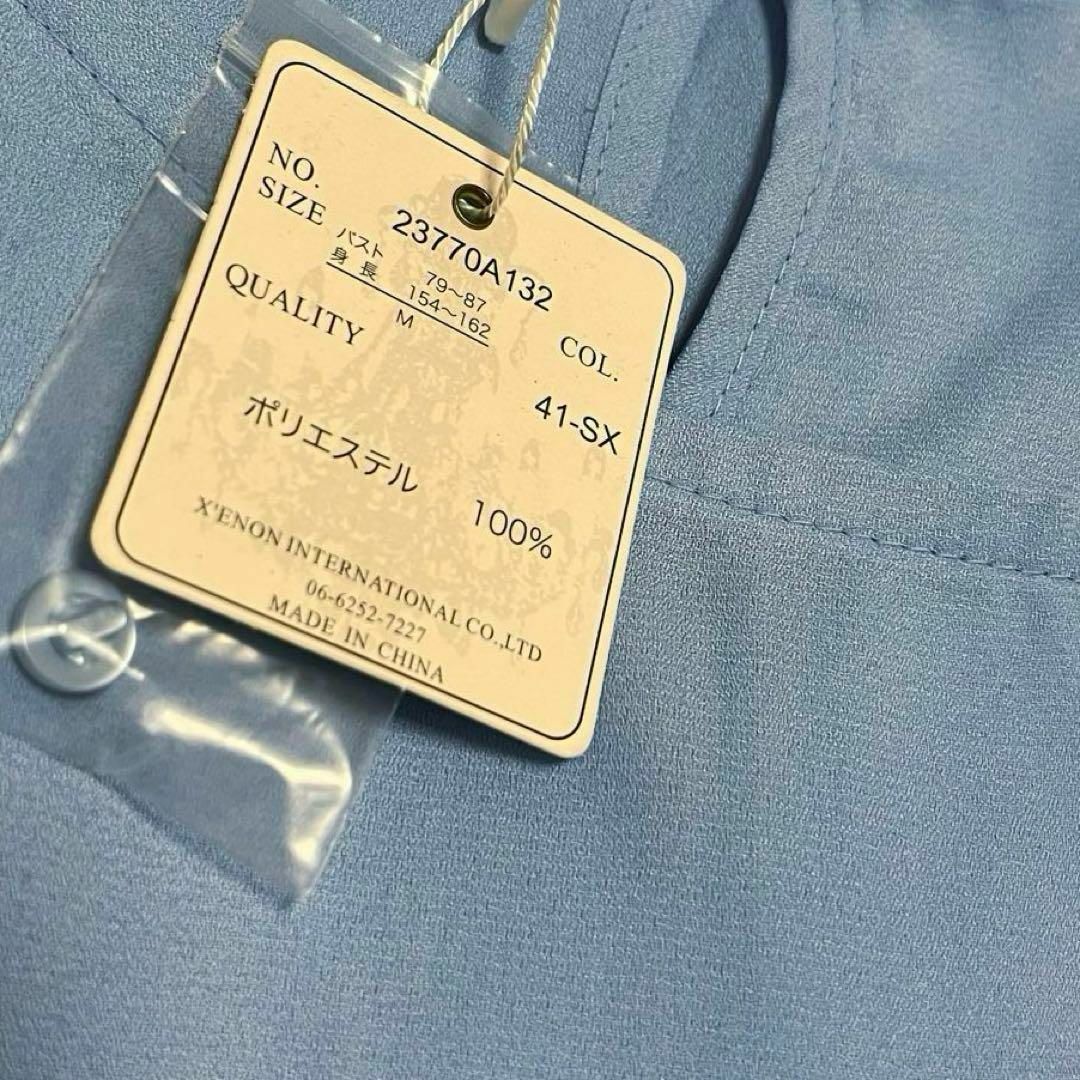 NO. 23770A132
SIZE バスト 79〜87
身長 154〜162
M
COL.
QUALITY 41-SX
ポリエステル 100%
X'ENON INTERNATIONAL CO.,LTD
06-6252-7227
MADE IN CHINA